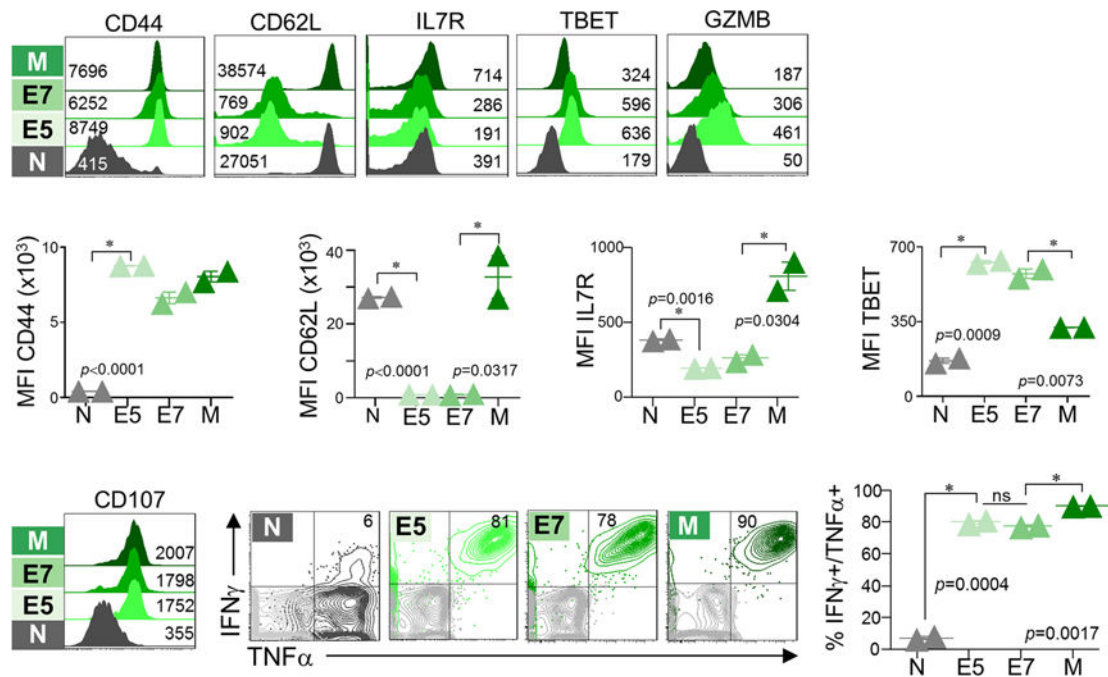 CD44 CD62L IL7R TBET GZMB
M 7696 38574 714 324 187
E7 6252 769 286 596 306
E5 8749 902 191 636 461
N 415 27051 391 179 50
MFI CD44 (x10³)
10
5
0
*
p<0.0001
N E5 E7 M
MFI CD62L (x10³)
40
20
0
*
*
p<0.0001 p=0.0317
N E5 E7 M
MFI IL7R
1000
500
0
*
p=0.0016
*
p=0.0304
N E5 E7 M
MFI TBET
700
350
0
* *
p=0.0009
p=0.0073
N E5 E7 M
CD107
M 2007
E7 1798
E5 1752
N 355
N 6 E5 81 E7 78 M 90
IFNγ
TNFα
% IFNγ+/TNFα+
100
80
60
40
20
0
* ns *
p=0.0004
p=0.0017
N E5 E7 M